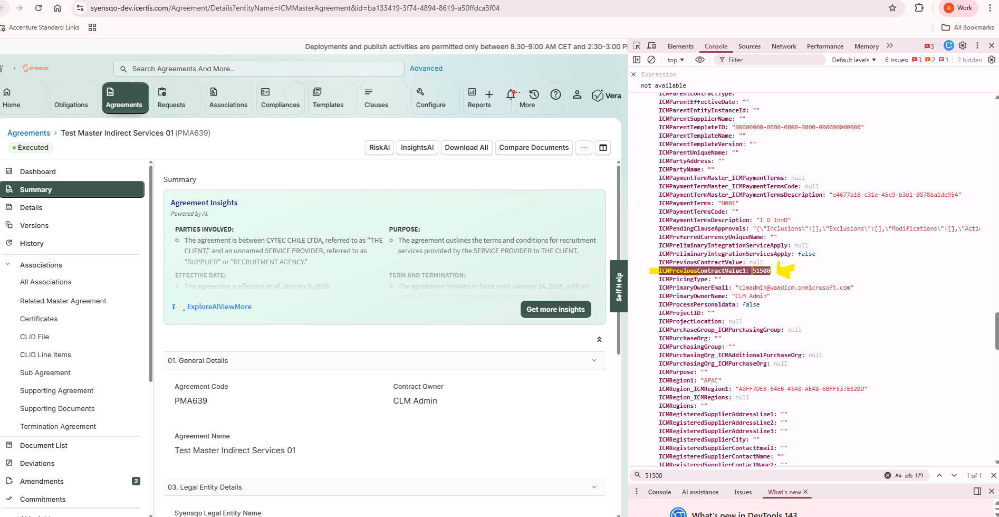 syensqo-dev.icertis.com/Agreement/Details?entityName=ICMMasterAgreement&id=ba133419-3f74-4894-8619-a50ffdca3f04
A Work
Accenture Standard Links
All Bookmarks
Deployments and publish activities are permitted only between 8.30–9:00 AM CET and 2:30–3:00 P
SYENSQO
Search Agreements And More...
Advanced
Home
Obligations
Agreements
Requests
Associations
Compliances
Templates
Clauses
Configure
Reports
More
Vera
Agreements > Test Master Indirect Services 01 (PMA639)
Executed
RiskAI
InsightsAI
Download All
Compare Documents
...
Dashboard
Summary
Details
Versions
History
Associations
All Associations
Related Master Agreement
Certificates
CLID File
CLID Line Items
Sub Agreement
Supporting Agreement
Supporting Documents
Termination Agreement
Document List
Deviations
Amendments 2
Commitments
Summary
Agreement Insights
Powered by AI.
PARTIES INVOLVED:
The agreement is between CYTEC CHILE LTDA, referred to as "THE
CLIENT," and an unnamed SERVICE PROVIDER, referred to as
"SUPPLIER" or "RECRUITMENT AGENCY."
PURPOSE:
The agreement outlines the terms and conditions for recruitment
services provided by the SERVICE PROVIDER to THE CLIENT.
EFFECTIVE DATE:
The agreement is effective as of January 5, 2026.
TERM AND TERMINATION:
The agreement remains in force until January 24, 2026, with an
option for THE CLIENT to extend it with three months' prior
ï ExploreAIViewMore
Get more insights
Self Help
01. General Details
Agreement Code
PMA639
Contract Owner
CLM Admin
Agreement Name
Test Master Indirect Services 01
03. Legal Entity Details
Syensqo Legal Entity Name
Elements
Console
Sources
Network
Performance
Memory
3
top
Filter
Default levels
6 Issues: 3 2 1
2 hidden
Expression
not available
ICMParentContractType:
ICMParentEffectiveDate: ""
ICMParentEntityInstanceId: ""
ICMParentSupplierName: ""
ICMParentTemplateID: "00000000-0000-0000-0000-000000000000"
ICMParentTemplateName: ""
ICMParentTemplateVersion: ""
ICMParentUniqueName: ""
ICMPartyAddress: ""
ICMPartyName: ""
ICMPaymentTermMaster_ICMPaymentTerms: null
ICMPaymentTermMaster_ICMPaymentTermsCode: null
ICMPaymentTermMaster_ICMPaymentTermsDescription: "e4677a16-c31e-45c9-b3b1-0878ba1de954"
ICMPaymentTerms: "N001"
ICMPaymentTermsCode: ""
ICMPaymentTermsDescription: "1 D InvD"
ICMPendingClauseApprovals: "{\"Inclusions\":[],\"Exclusions\":[],\"Modifications\":[],\"Actio
ICMPreferredCurrencyUniqueName: ""
ICMPreliminaryIntegrationServiceApply: null
ICMPreliminaryIntegrationServicesApply: false
ICMPreviousContractValue: null
ICMPreviousContractValue1: 51500
ICMPricingType: ""
ICMPrimaryOwnerEmail: "clmadmin@waadicm.onmicrosoft.com"
ICMPrimaryOwnerName: "CLM Admin"
ICMProcessPersonaldata: false
ICMProjectID: ""
ICMProjectLocation: null
ICMPurchaseGroup_ICMPurchasingGroup: null
ICMPurchaseOrg: ""
ICMPurchasingGroup: ""
ICMPurchasingOrg_ICMAdditionalPurchaseOrg: null
ICMPurchasingOrg_ICMPurchaseOrg: null
ICMPurpose: ""
ICMRegion1: "APAC"
ICMRegion_ICMRegion1: "A8FF7DEB-64EB-45A8-AE48-6BFF537E820D"
ICMRegion_ICMRegions: null
ICMRegions: ""
ICMRegisteredSupplierAddressLine1: ""
ICMRegisteredSupplierAddressLine2: ""
ICMRegisteredSupplierAddressLine3: ""
ICMRegisteredSupplierCity: ""
ICMRegisteredSupplierContactEmail: ""
ICMRegisteredSupplierContactName: ""
ICMRegisteredSupplierContactName2: ""
51500
Aa ab (.*)
1 of 1
Console
AI assistance
Issues
What's new
What's new in DevTools 143